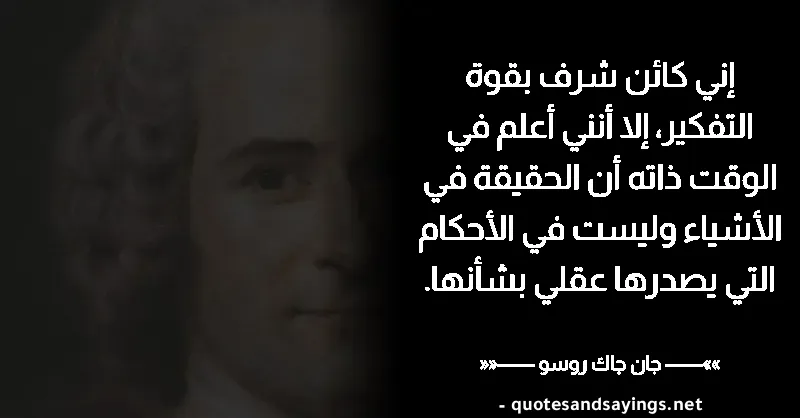 إني كائن شرف بقوة
التفكير، إلا أنني أعلم في
الوقت ذاته أن الحقيقة في
الأشياء وليست في الأحكام
التي يصدرها عقلي بشأنها.
»»—— جان جاك روسو ——««
- quotesandsayings.net